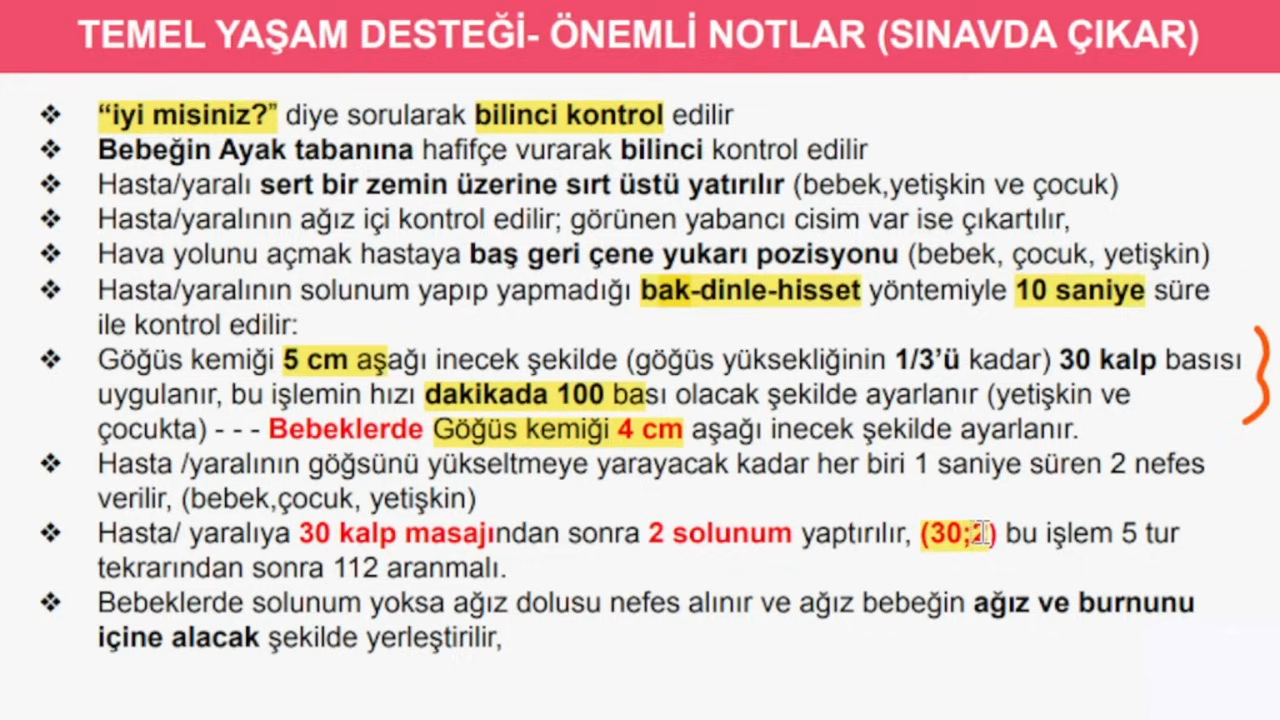 TEMEL YAŞAM DESTEĞİ- ÖNEMLİ NOTLAR (SINAVDA ÇIKAR)
❖ “iyi misiniz?” diye sorularak bilinci kontrol edilir
❖ Bebeğin Ayak tabanına hafifçe vurarak bilinci kontrol edilir
❖ Hasta/yaralı sert bir zemin üzerine sırt üstü yatırılır (bebek,yetişkin ve çocuk)
❖ Hasta/yaralının ağız içi kontrol edilir; görünen yabancı cisim var ise çıkartılır,
❖ Hava yolunu açmak hastaya baş geri çene yukarı pozisyonu (bebek, çocuk, yetişkin)
❖ Hasta/yaralının solunum yapıp yapmadığı bak-dinle-hisset yöntemiyle 10 saniye süre
ile kontrol edilir:
❖ Göğüs kemiği 5 cm aşağı inecek şekilde (göğüs yüksekliğinin 1/3’ü kadar) 30 kalp basısı
uygulanır, bu işlemin hızı dakikada 100 bası olacak şekilde ayarlanır (yetişkin ve
çocukta) - - - Bebeklerde Göğüs kemiği 4 cm aşağı inecek şekilde ayarlanır.
❖ Hasta /yaralının göğsünü yükseltmeye yarayacak kadar her biri 1 saniye süren 2 nefes
verilir, (bebek,çocuk, yetişkin)
❖ Hasta/ yaralıya 30 kalp masajından sonra 2 solunum yaptırılır, (30;2) bu işlem 5 tur
tekrarından sonra 112 aranmalı.
❖ Bebeklerde solunum yoksa ağız dolusu nefes alınır ve ağız bebeğin ağız ve burnunu
içine alacak şekilde yerleştirilir,